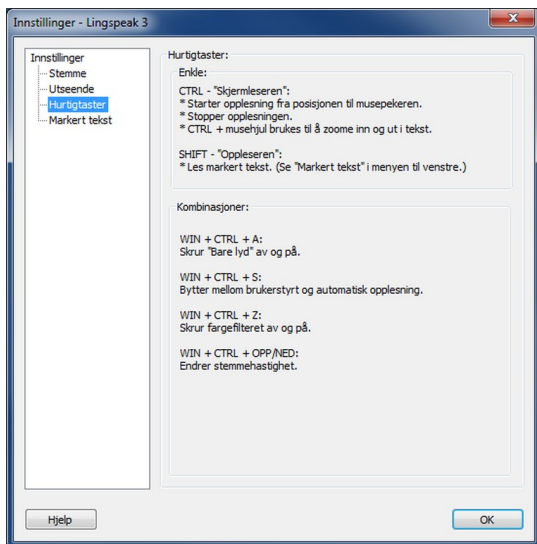 Innstillinger - Lingspeak 3
Innstillinger
Stemme
Utseende
Hurtigtaster
Markert tekst
Hurtigtaster:
Enkle:
CTRL - "Skjermleseren":
* Starter opplesning fra posisjonen til musepekeren.
* Stopper opplesningen.
* CTRL + musehjul brukes til å zoome inn og ut i tekst.
SHIFT - "Oppleseren":
* Les markert tekst. (Se "Markert tekst" i menyen til venstre.)
Kombinasjoner:
WIN + CTRL + A:
Skrur "Bare lyd" av og på.
WIN + CTRL + S:
Bytter mellom brukerstyrt og automatisk opplesning.
WIN + CTRL + Z:
Skrur fargefilteret av og på.
WIN + CTRL + OPP/NED:
Endrer stemmehastighet.
Hjelp
OK